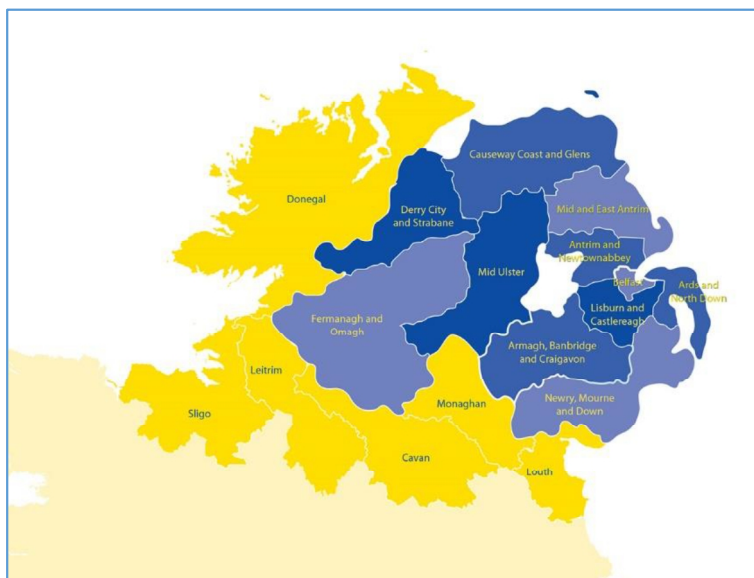 Causeway Coast and Glens
Donegal
Derry City
and Strabane
Mid and East Antrim
Antrim and
Newtownabbey
Mid Ulster
Belfast
Ards and
North Down
Lisburn and
Castlereagh
Fermanagh and
Omagh
Armagh, Banbridge
and Craigavon
Leitrim
Newry, Mourne
and Down
Monaghan
Sligo
Cavan
Louth